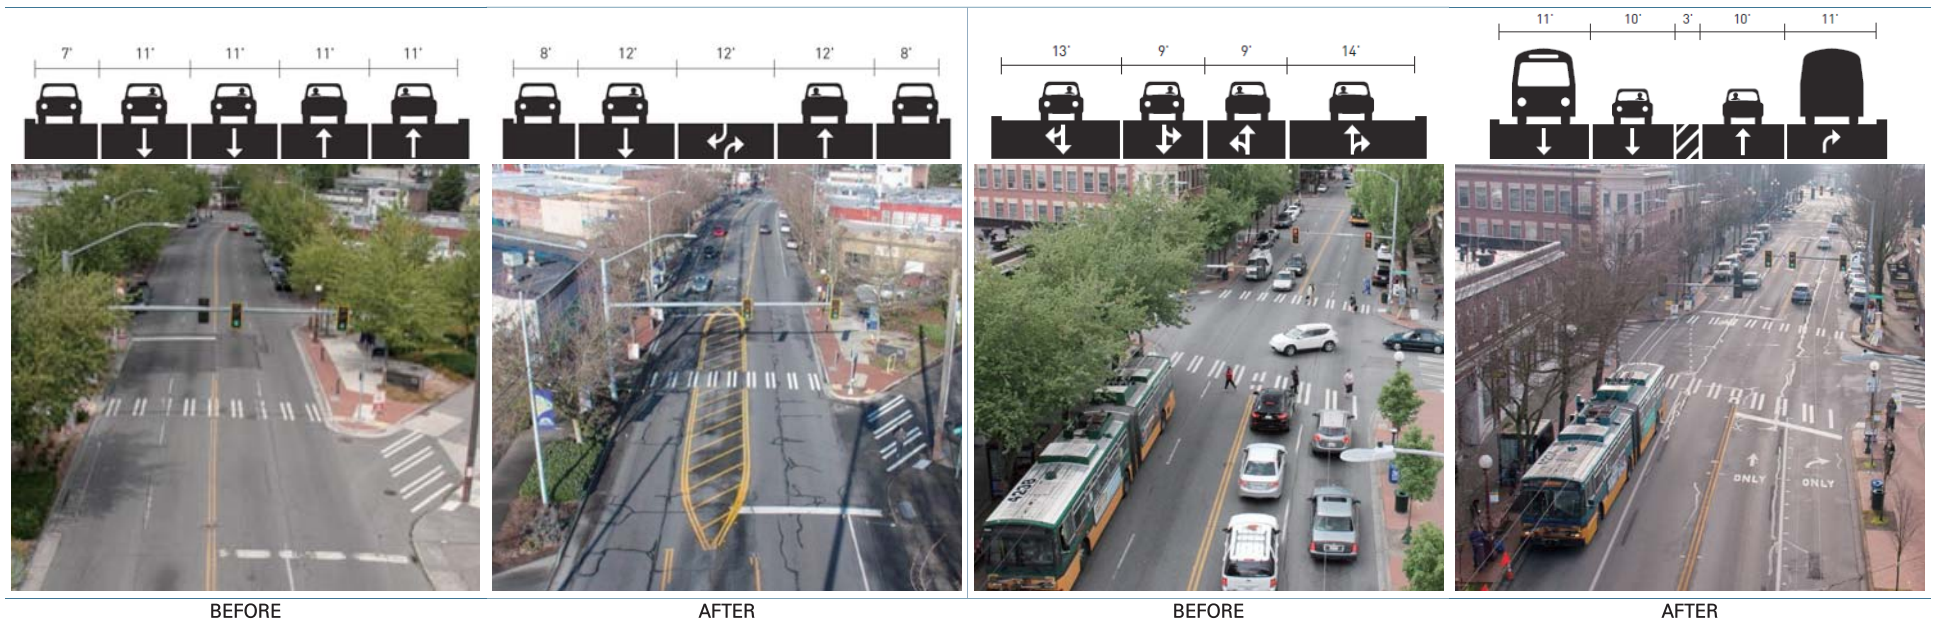 7' 11' 11' 11' 11'
8' 12' 12' 12' 8'
13' 9' 9' 14'
11' 10' 3' 10' 11'
4239
ONLY ONLY
BEFORE
AFTER
BEFORE
AFTER